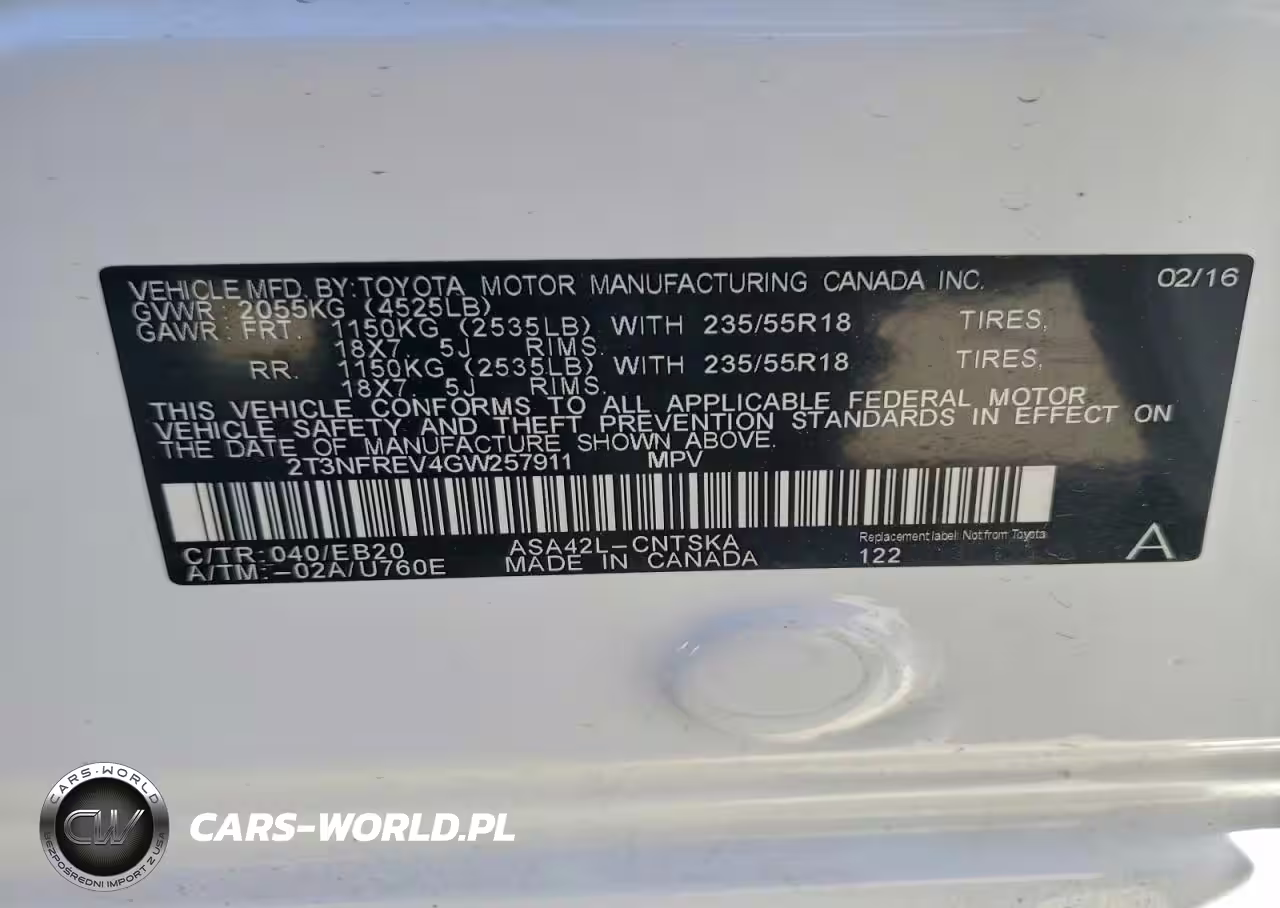 VEHICLE MFD. BY: TOYOTA MOTOR MANUFACTURING CANADA INC. 02/16
GVWR 2055KG (4525LB)
GAWR: FRT. 1150KG (2535LB) WITH 235/55R18 TIRES,
18X7. 5J RIMS.
RR. 1150KG (2535LB) WITH 235/55R18 TIRES,
18X7. 5J RIMS.
THIS VEHICLE CONFORMS TO ALL APPLICABLE FEDERAL MOTOR
VEHICLE SAFETY AND THEFT PREVENTION STANDARDS IN EFFECT ON
THE DATE OF MANUFACTURE SHOWN ABOVE.
2T3NFREV4GW257911 MPV
C/TR: 040/EB20 ASA42L-CNTSKA Replacement label: Not from Toyota
A/TM: -02A/U760E MADE IN CANADA 122 A
CARS-WORLD
CW
BEZPOŚREDNI IMPORT Z USA
CARS-WORLD.PL